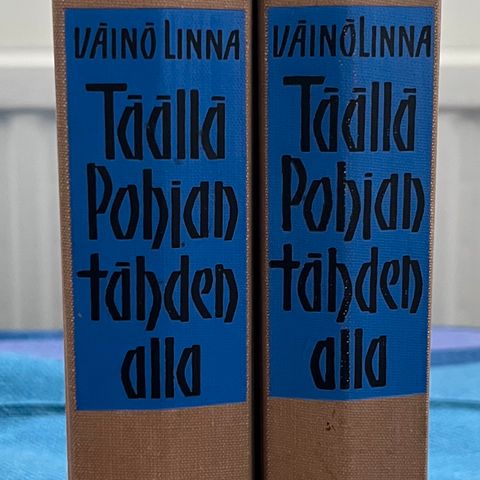 VÄINÖ LINNA
Täällä
Pohjan
tähden
alla
VÄINÖ LINNA
Täällä
Pohjan
tähden
alla